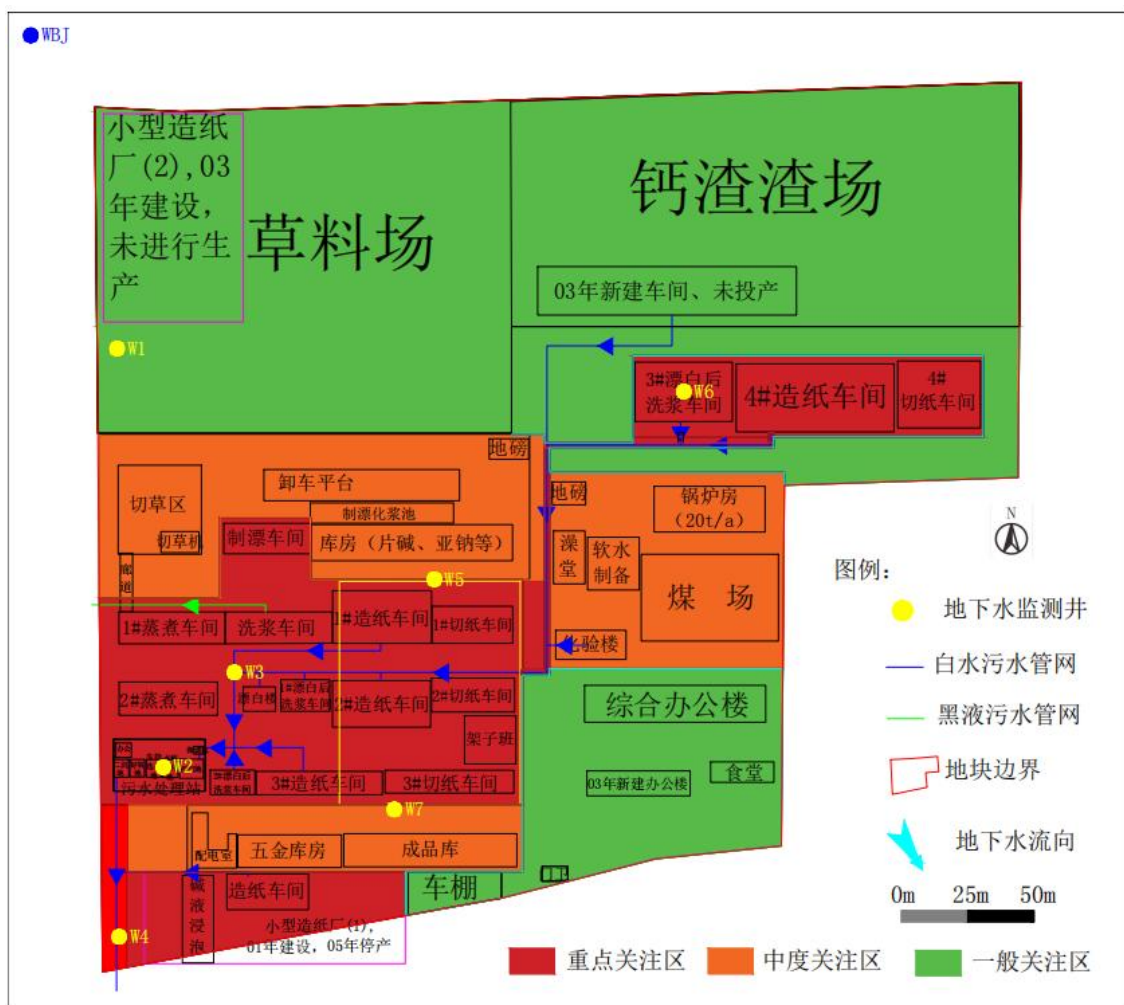 WBJ
小型造纸
厂(2),03
年建设，
未进行生
产
草料场
钙渣渣场
03年新建车间、未投产
W1
3#漂白后
洗浆车间
W6
4#造纸车间
4#
切纸车间
地磅
卸车平台
切草区
制漂化浆池
切草机
制漂车间
库房（片碱、亚钠等）
廊道
W5
地磅
锅炉房
（20t/a）
澡堂
软水
制备
煤 场
化验楼
N
图例：
地下水监测井
白水污水管网
黑液污水管网
地块边界
地下水流向
0m 25m 50m
1#蒸煮车间
洗浆车间
1#造纸车间
1#切纸车间
W3
2#蒸煮车间
漂白楼
1#漂白后
洗浆车间
2#造纸车间
2#切纸车间
架子班
综合办公楼
W2
污水处理站
洗浆车间
3#造纸车间
3#切纸车间
03年新建办公楼
食堂
W7
配电室
五金库房
成品库
碱液浸泡
造纸车间
车棚
小型造纸厂(1),
01年建设，05年停产
W4
重点关注区
中度关注区
一般关注区